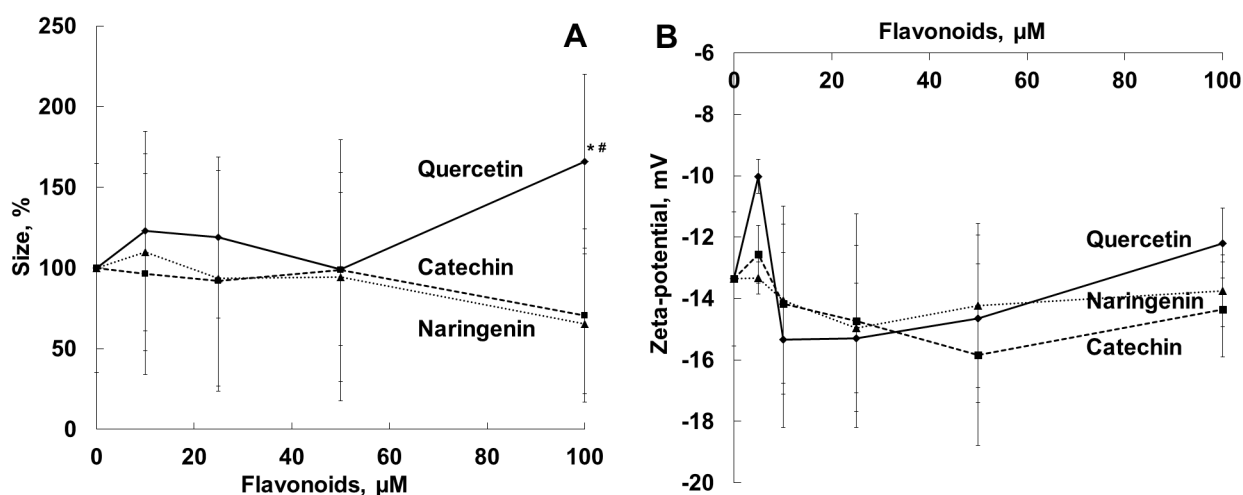 A
Size, %
250
200
150
100
50
0
Quercetin
* #
Catechin
Naringenin
0 20 40 60 80 100
Flavonoids, µM
B
Flavonoids, µM
0 20 40 60 80 100
Zeta-potential, mV
-6
-8
-10
-12
-14
-16
-18
-20
Quercetin
Naringenin
Catechin